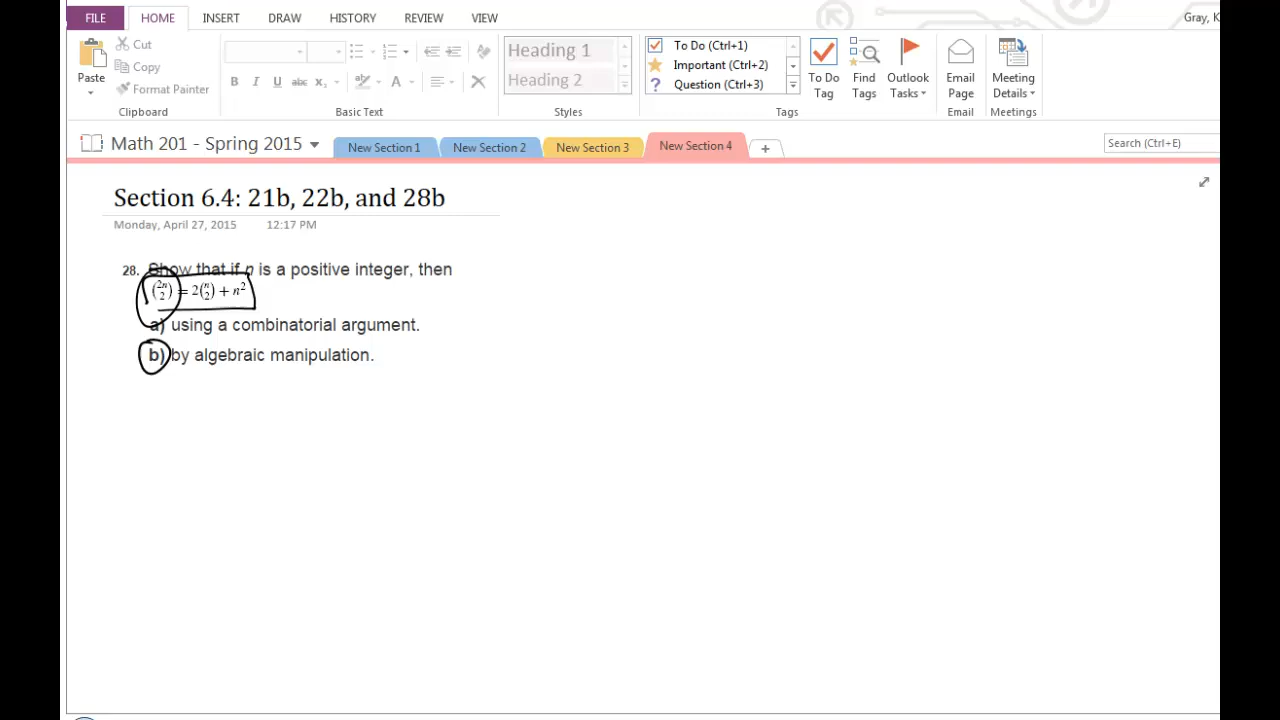 FILE HOME INSERT DRAW HISTORY REVIEW VIEW Gray, K
Paste Cut Copy Format Painter
Clipboard
B I U abc X₂ A
Basic Text
Heading 1
Heading 2
Styles
To Do (Ctrl+1)
Important (Ctrl+2)
Question (Ctrl+3)
To Do Tag
Find Tags
Tags
Outlook Tasks
Email Page
Email
Meeting Details
Meetings
Math 201 - Spring 2015 New Section 1 New Section 2 New Section 3 New Section 4 + Search (Ctrl+E)
Section 6.4: 21b, 22b, and 28b
Monday, April 27, 2015 12:17 PM
28. Show that if n is a positive integer, then
(2n 2) = 2(n 2) + n²
a) using a combinatorial argument.
b) by algebraic manipulation.